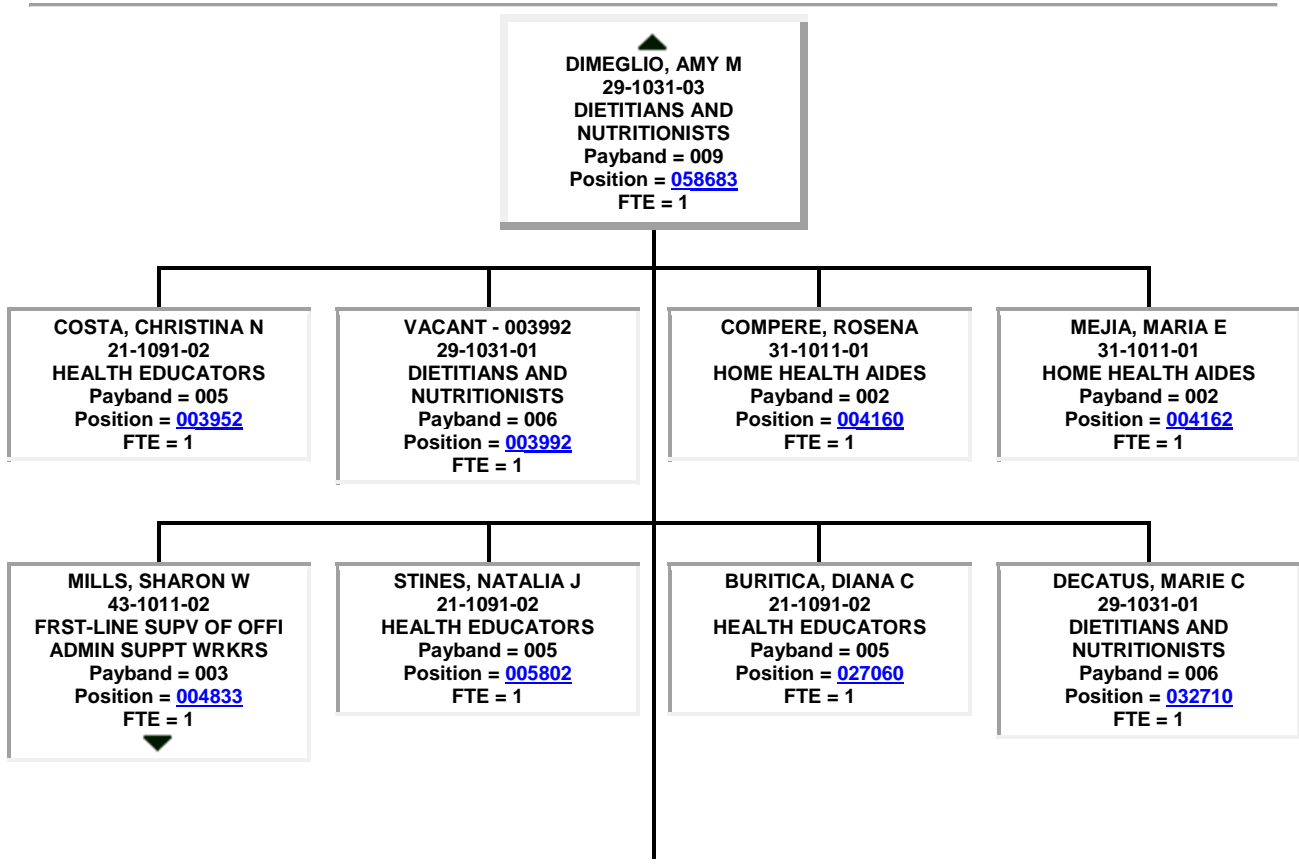 DIMEGLIO, AMY M
29-1031-03
DIETITIANS AND
NUTRITIONISTS
Payband = 009
Position = 058683
FTE = 1
COSTA, CHRISTINA N
21-1091-02
HEALTH EDUCATORS
Payband = 005
Position = 003952
FTE = 1
VACANT - 003992
29-1031-01
DIETITIANS AND
NUTRITIONISTS
Payband = 006
Position = 003992
FTE = 1
COMPERE, ROSENA
31-1011-01
HOME HEALTH AIDES
Payband = 002
Position = 004160
FTE = 1
MEJIA, MARIA E
31-1011-01
HOME HEALTH AIDES
Payband = 002
Position = 004162
FTE = 1
MILLS, SHARON W
43-1011-02
FRST-LINE SUPV OF OFFI
ADMIN SUPPT WRKRS
Payband = 003
Position = 004833
FTE = 1
STINES, NATALIA J
21-1091-02
HEALTH EDUCATORS
Payband = 005
Position = 005802
FTE = 1
BURITICA, DIANA C
21-1091-02
HEALTH EDUCATORS
Payband = 005
Position = 027060
FTE = 1
DECATUS, MARIE C
29-1031-01
DIETITIANS AND
NUTRITIONISTS
Payband = 006
Position = 032710
FTE = 1